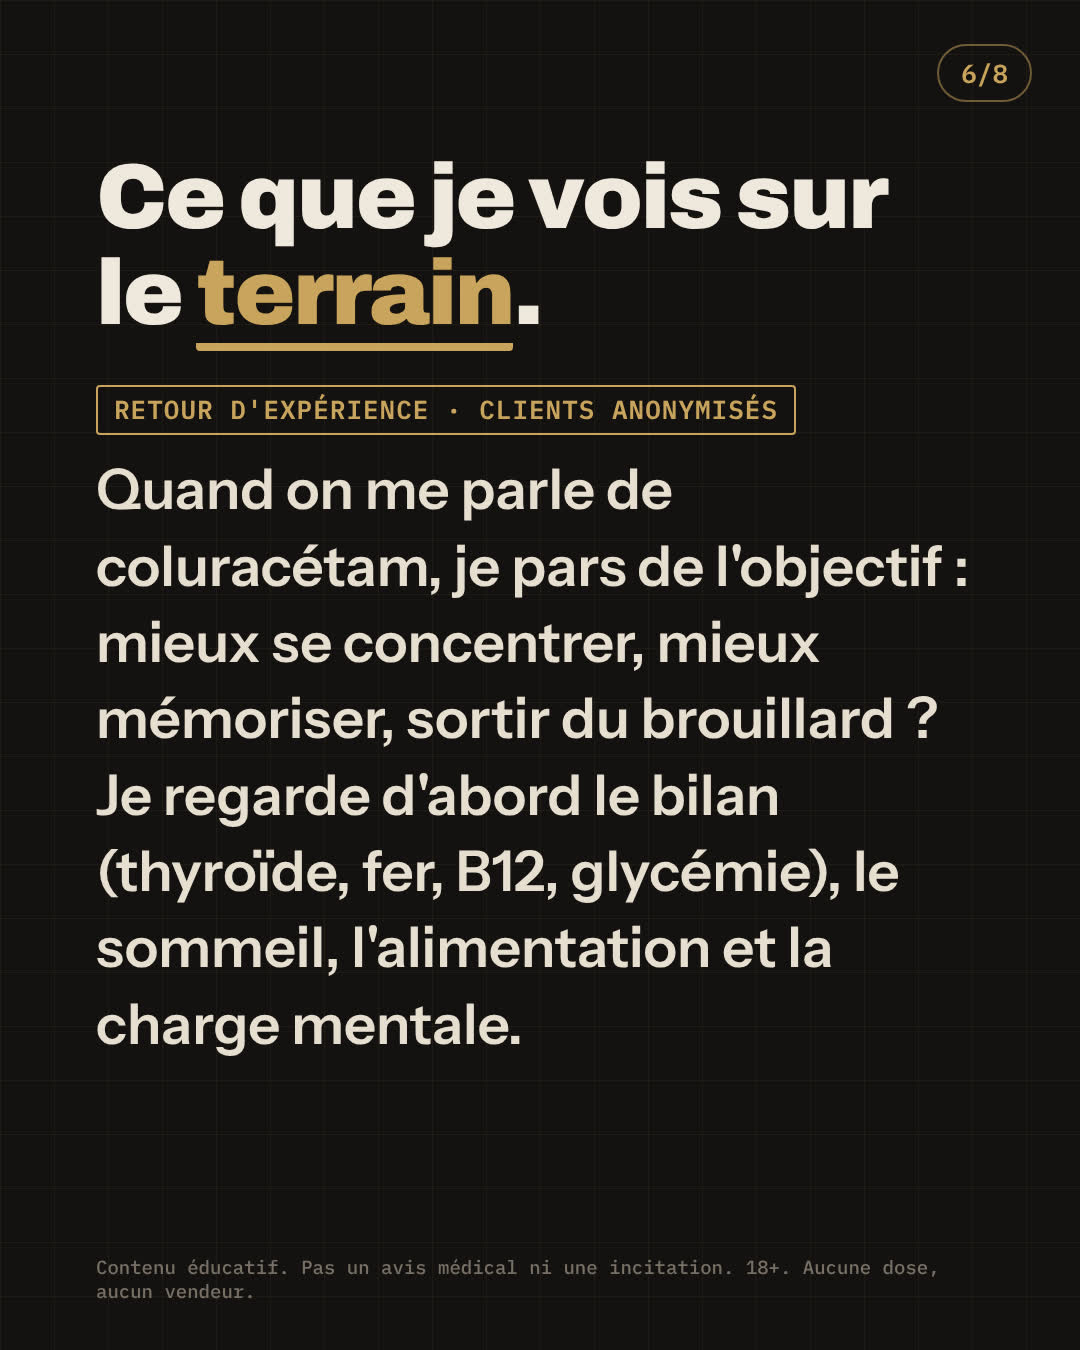 6/8
Ce que je vois sur
le terrain.
RETOUR D'EXPÉRIENCE · CLIENTS ANONYMISÉS
Quand on me parle de
coluracétam, je pars de l'objectif :
mieux se concentrer, mieux
mémoriser, sortir du brouillard ?
Je regarde d'abord le bilan
(thyroïde, fer, B12, glycémie), le
sommeil, l'alimentation et la
charge mentale.
Contenu éducatif. Pas un avis médical ni une incitation. 18+. Aucune dose,
aucun vendeur.